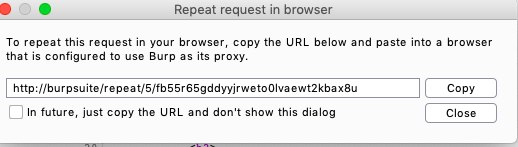 Repeat request in browser
To repeat this request in your browser, copy the URL below and paste into a browser
that is configured to use Burp as its proxy.
http://burpsuite/repeat/5/fb55r65gddyyjrweto0lvaewt2kbax8u Copy
In future, just copy the URL and don't show this dialog Close